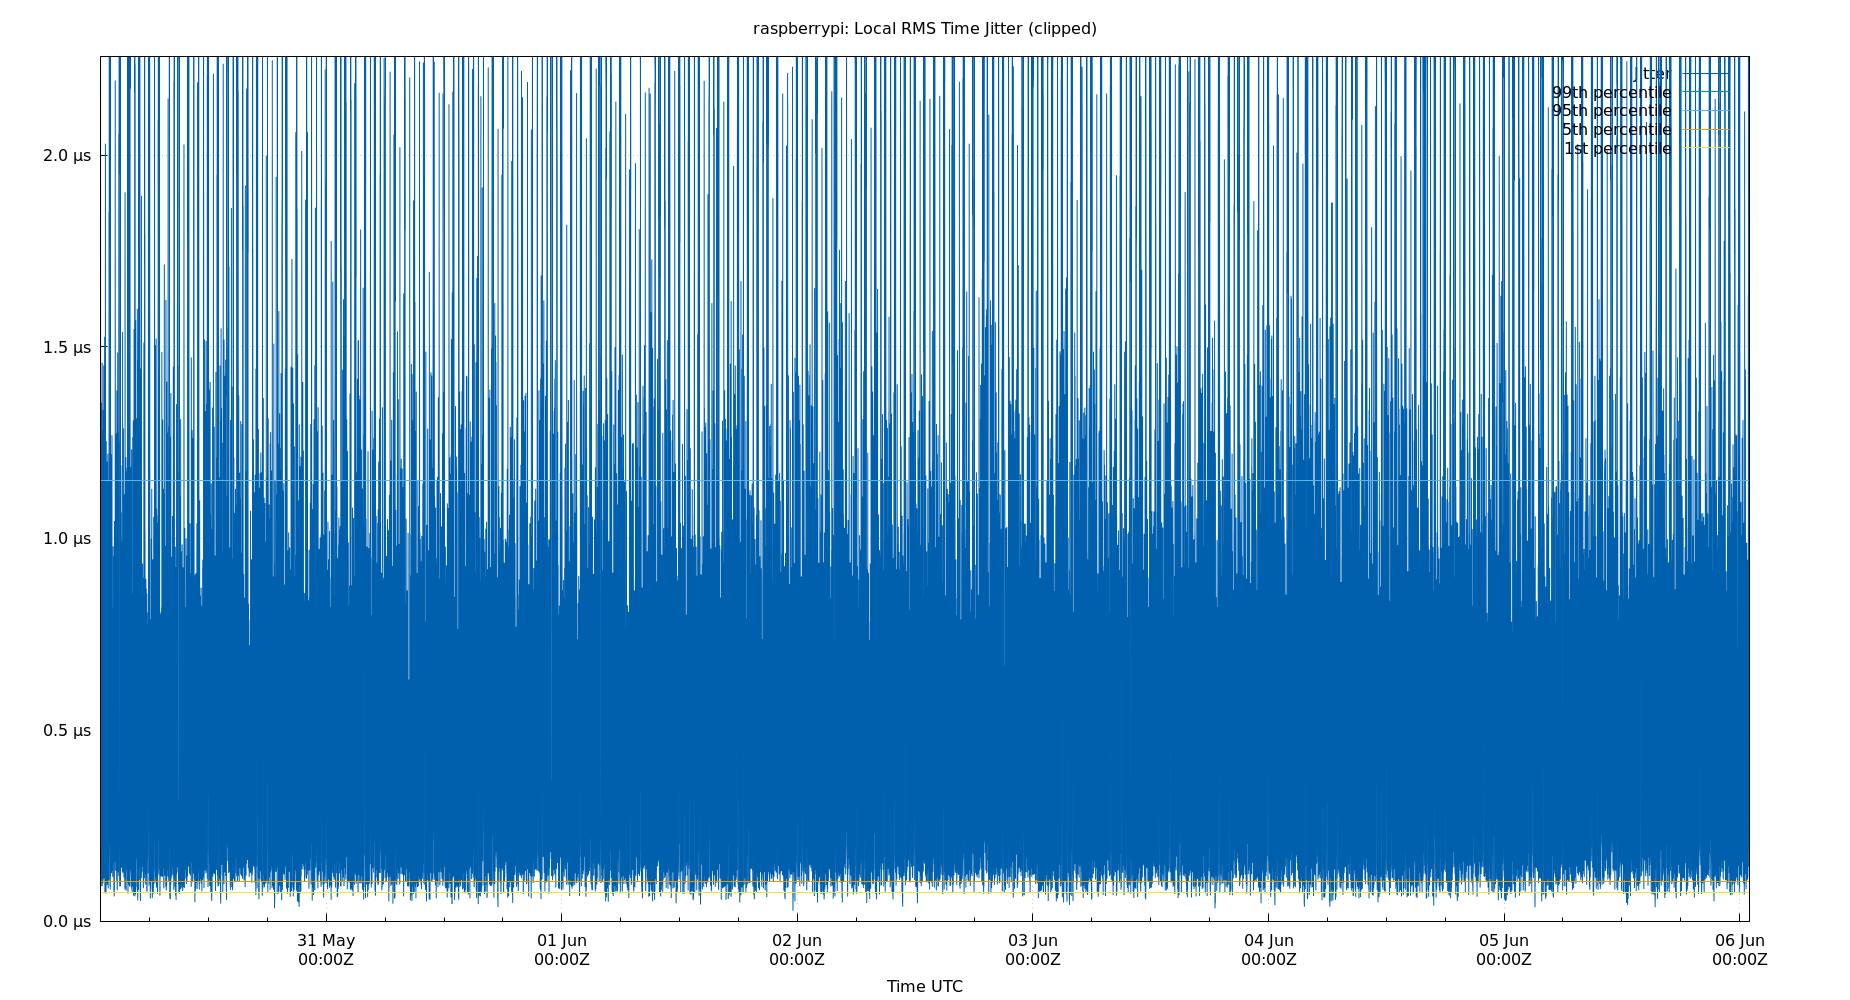 raspberrypi: Local RMS Time Jitter (clipped)
jitter
99th percentile
95th percentile
5th percentile
1st percentile
2.0 µs
1.5 µs
1.0 µs
0.5 µs
0.0 µs
31 May 01 Jun 02 Jun 03 Jun 04 Jun 05 Jun 06 Jun
00:00Z 00:00Z 00:00Z 00:00Z 00:00Z 00:00Z 00:00Z
Time UTC